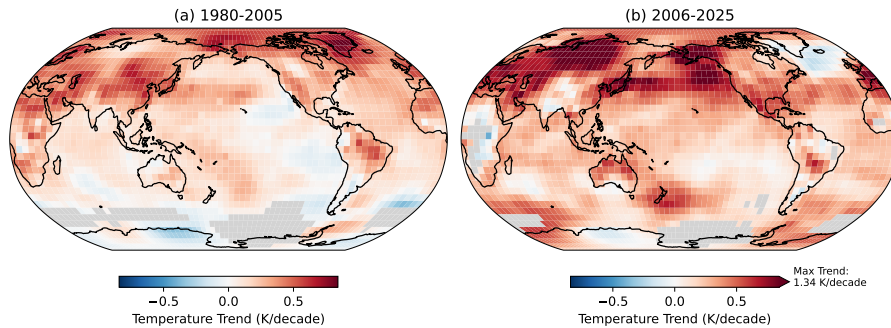 (a) 1980-2005
(b) 2006-2025
−0.5 0.0 0.5
Temperature Trend (K/decade)
−0.5 0.0 0.5
Temperature Trend (K/decade)
Max Trend:
1.34 K/decade